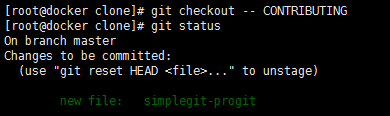 [root@docker clone]# git checkout -- CONTRIBUTING
[root@docker clone]# git status
On branch master
Changes to be committed:
  (use "git reset HEAD <file>..." to unstage)
        new file:   simplegit-progit